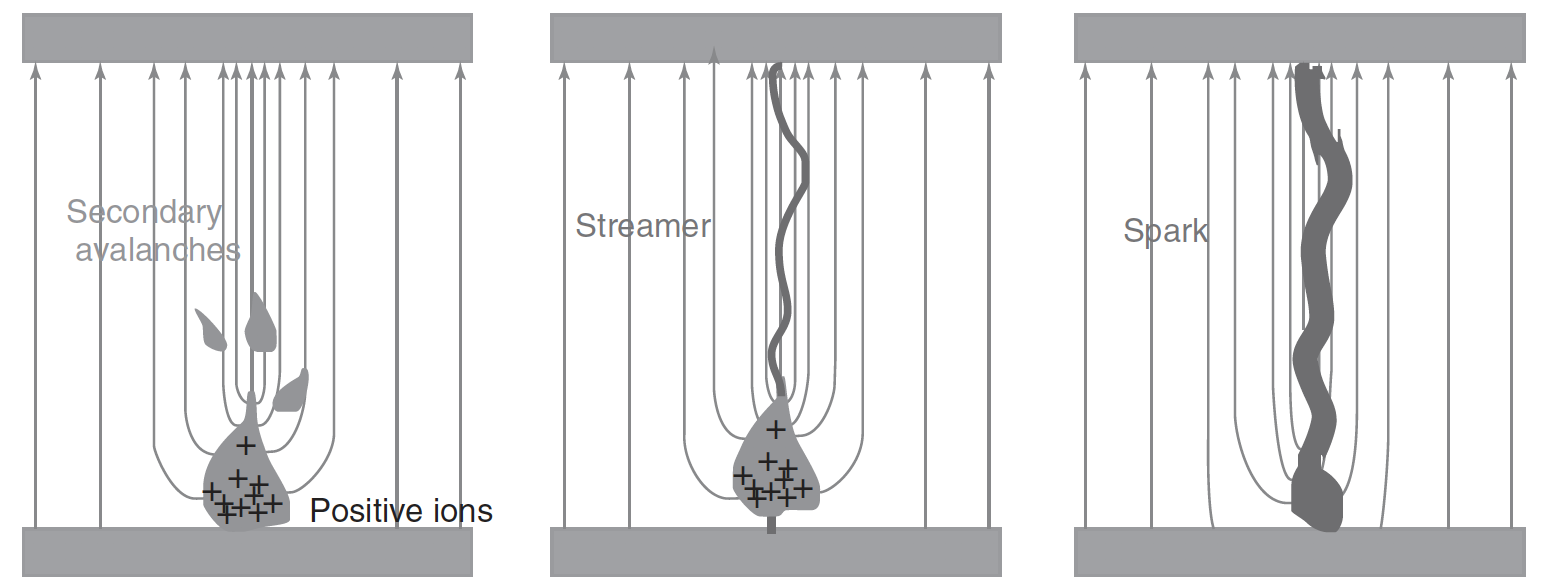 Secondary
avalanches
Positive ions
Streamer
Spark